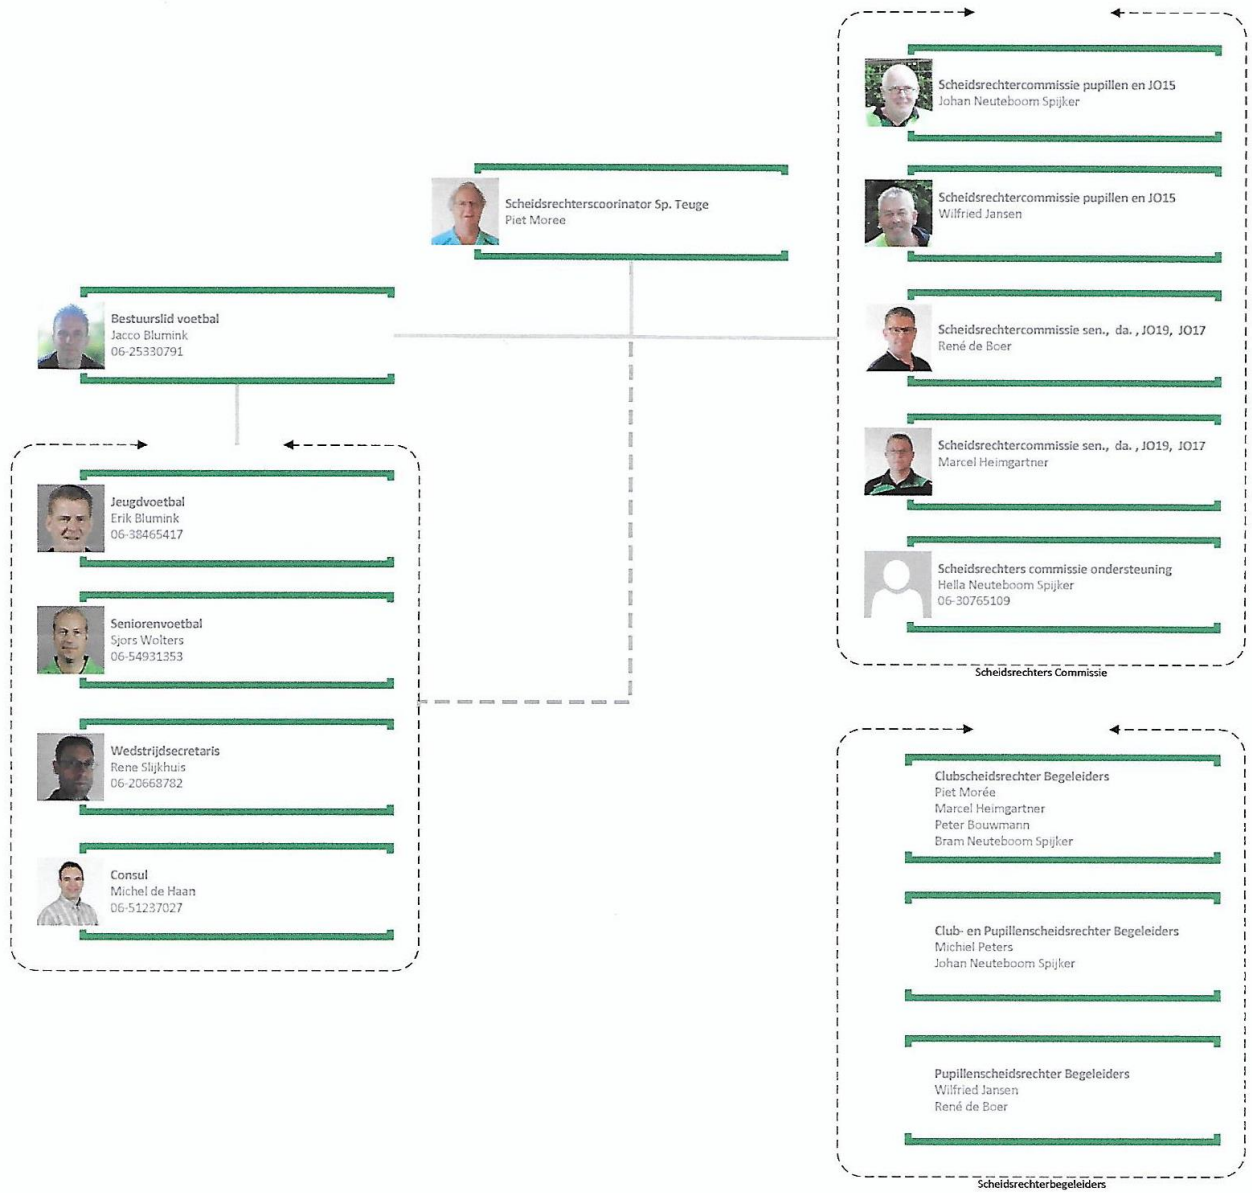 Scheidsrechterscoorinator Sp. Teuge
Piet Moree
Bestuurslid voetbal
Jacco Blumink
06-25330791
Jeugdvoetbal
Erik Blumink
06-38465417
Seniorenvoetbal
Sjors Wolters
06-54931353
Wedstrijdsecretaris
Rene Slijkhuis
06-20668782
Consul
Michel de Haan
06-51237027
Scheidsrechtercommissie pupillen en JO15
Johan Neuteboom Spijker
Scheidsrechtercommissie pupillen en JO15
Wilfried Jansen
Scheidsrechtercommissie sen., da. , JO19, JO17
René de Boer
Scheidsrechtercommissie sen., da. , JO19, JO17
Marcel Heimgartner
Scheidsrechters commissie ondersteuning
Hella Neuteboom Spijker
06-30765109
Scheidsrechters Commissie
Clubscheidsrechter Begeleiders
Piet Morée
Marcel Heimgartner
Peter Bouwmann
Bram Neuteboom Spijker
Club- en Pupillenscheidsrechter Begeleiders
Michiel Peters
Johan Neuteboom Spijker
Pupillenscheidsrechter Begeleiders
Wilfried Jansen
René de Boer
Scheidsrechterbegeleiders